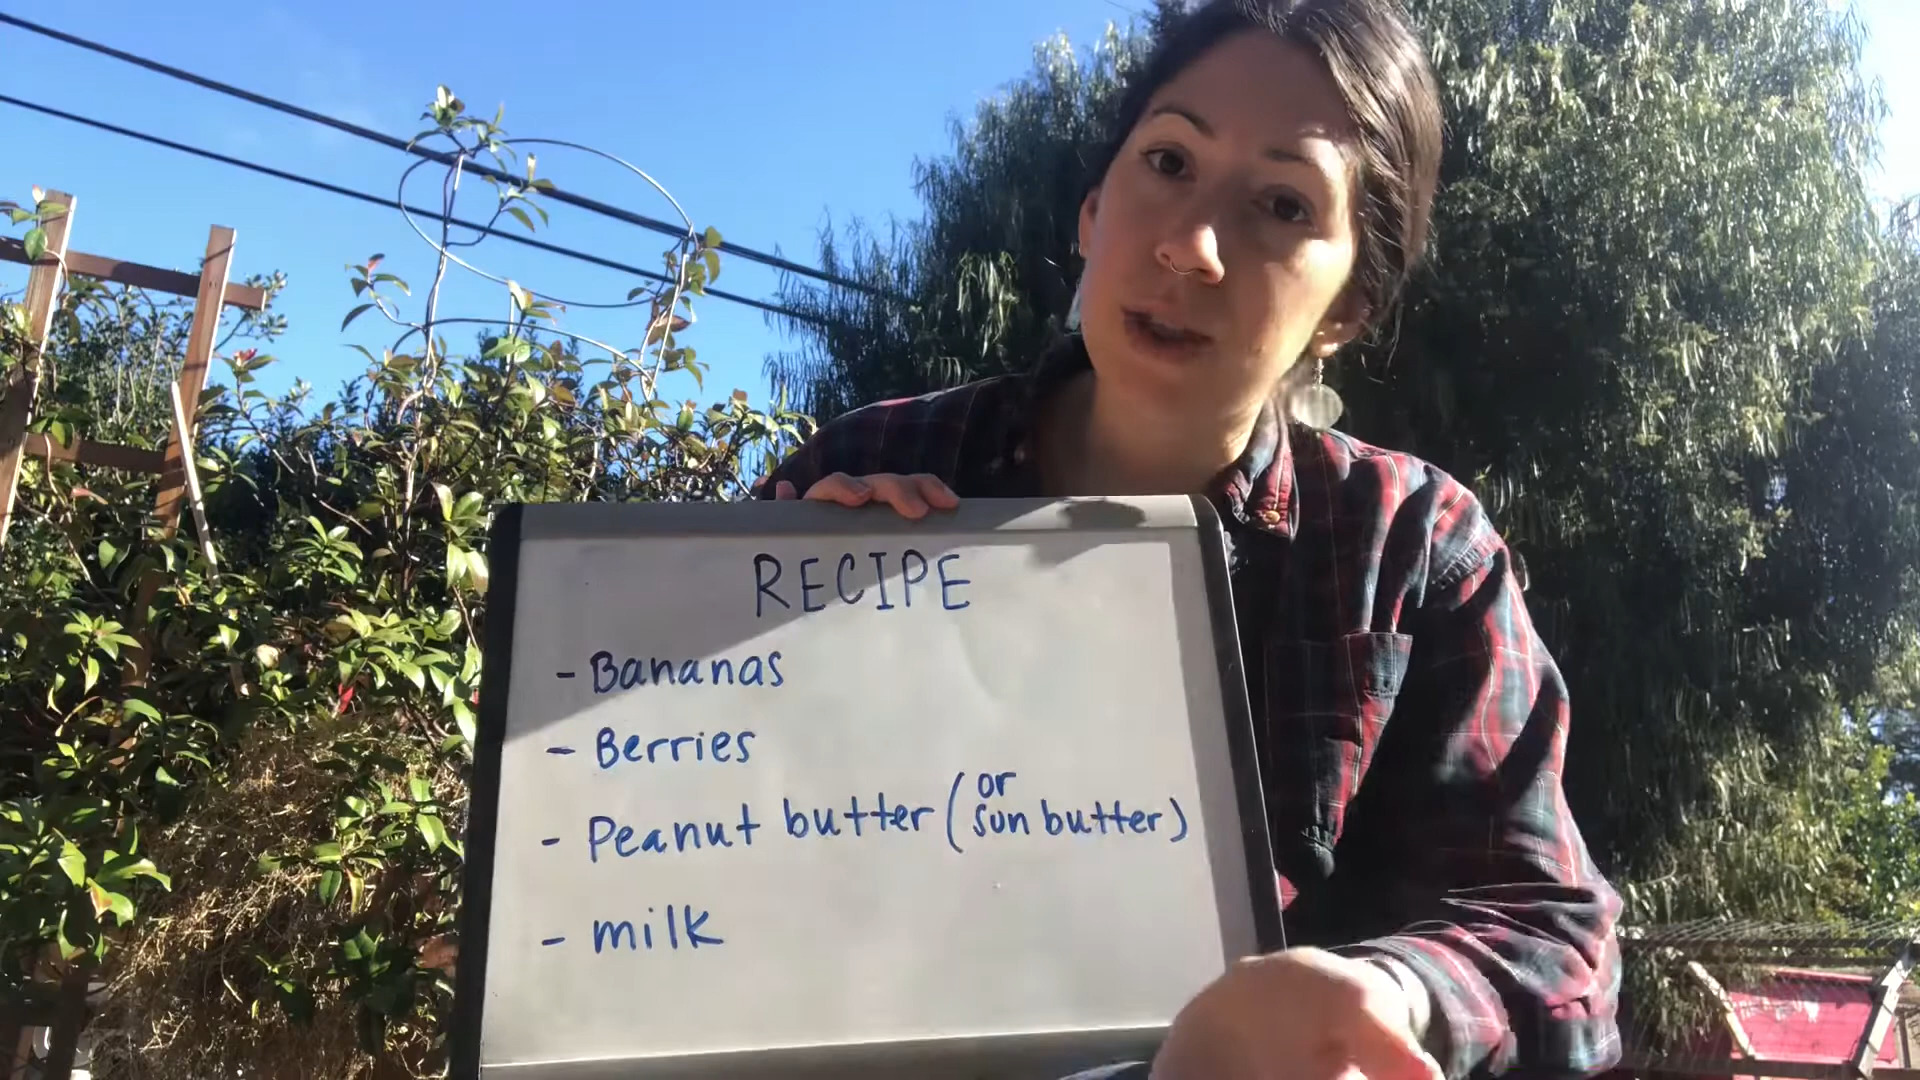 RECIPE
- Bananas
- Berries
- Peanut butter (or sun butter)
- milk